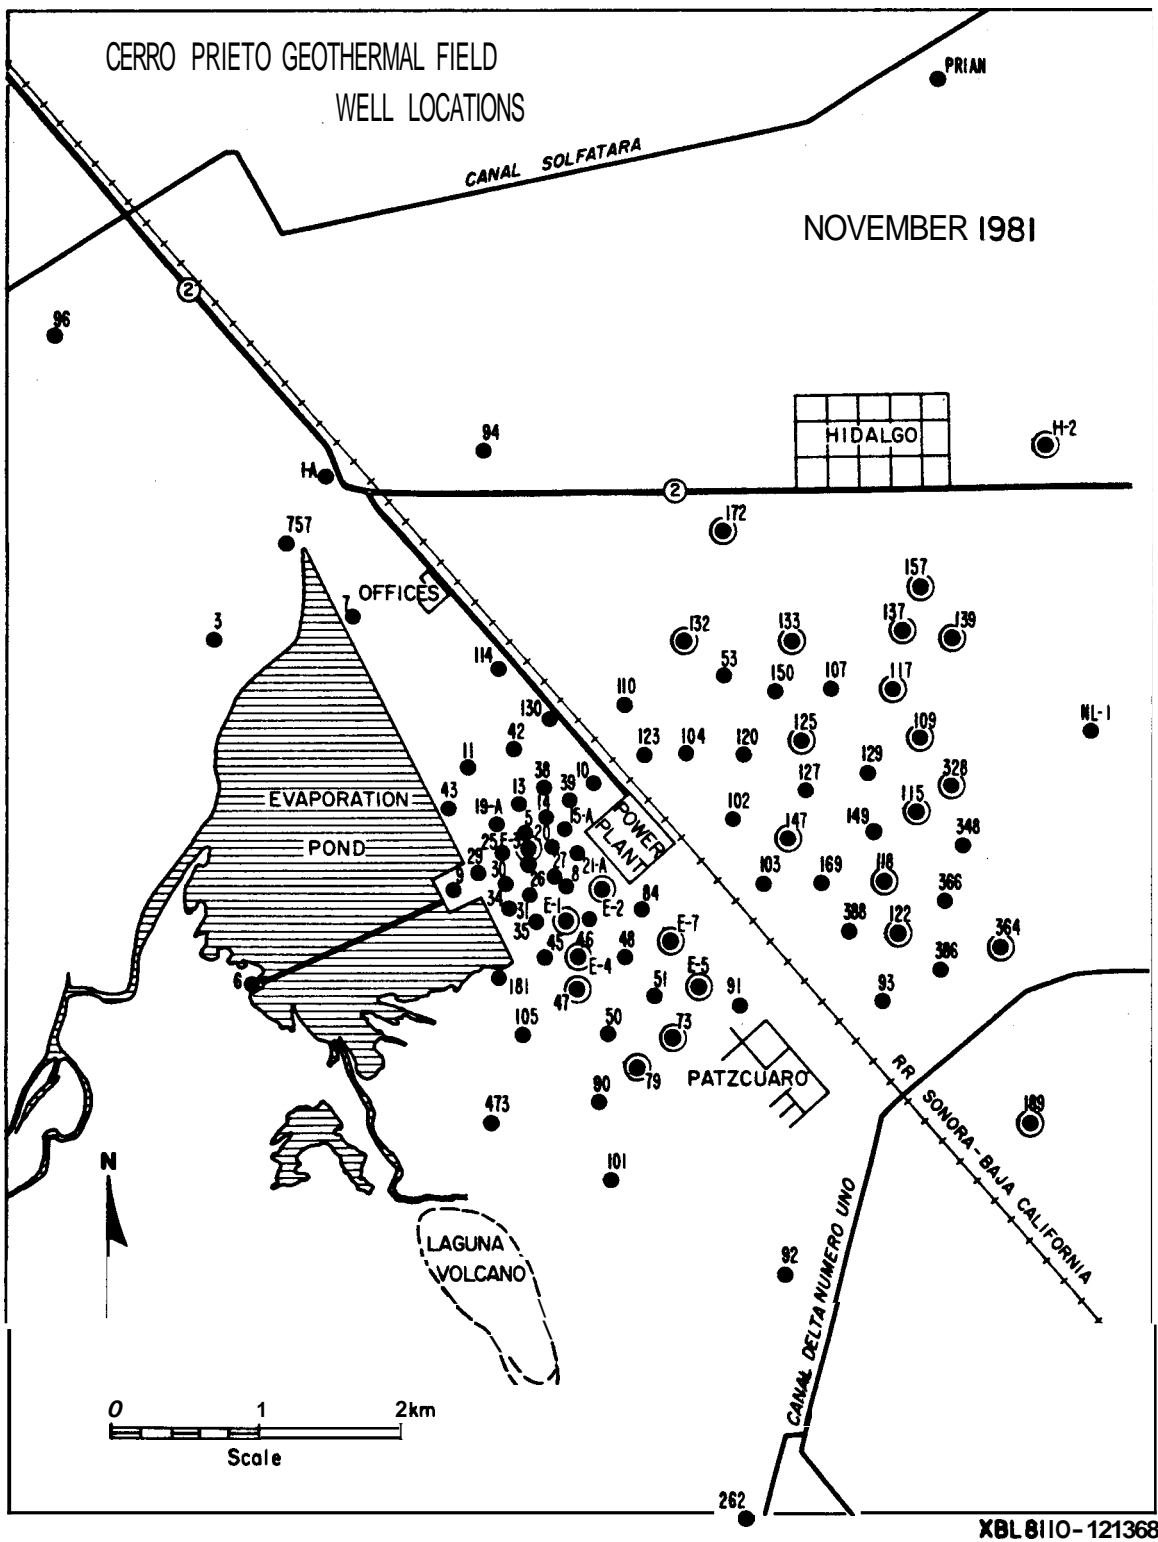 CERRO PRIETO GEOTHERMAL FIELD
WELL LOCATIONS
PRIAN
CANAL SOLFATARA
NOVEMBER 1981
2
96
94
HIDALGO
H-2
1-A
2
172
757
OFFICES
157
7
3
132
133
137
139
114
53
150
107
117
110
130
NL-1
42
123
104
120
125
109
11
129
38
10
127
328
43
13
39
EVAPORATION
19-A
14
15-A
102
115
5
POWER
PLANT
147
149
348
POND
25
E-3
20
29
27
21-A
103
169
118
9
30
26
8
366
34
31
E-1
E-2
84
35
E-7
388
122
364
45
46
48
386
E-4
E-5
6
181
47
51
91
93
105
50
73
79
PATZCUARO
RR SONORA-BAJA CALIFORNIA
90
473
189
N
101
CANAL DELTA NUMERO UNO
LAGUNA
VOLCANO
92
0 1 2km
Scale
262
XBL 8110-121368